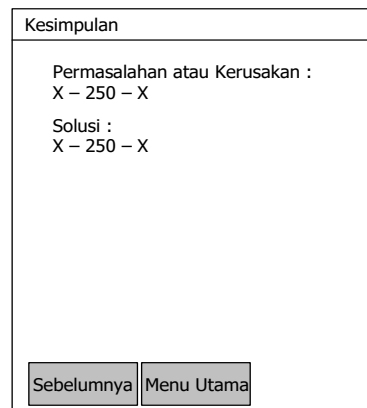 Kesimpulan
Permasalahan atau Kerusakan :
X – 250 – X
Solusi :
X – 250 – X
Sebelumnya Menu Utama